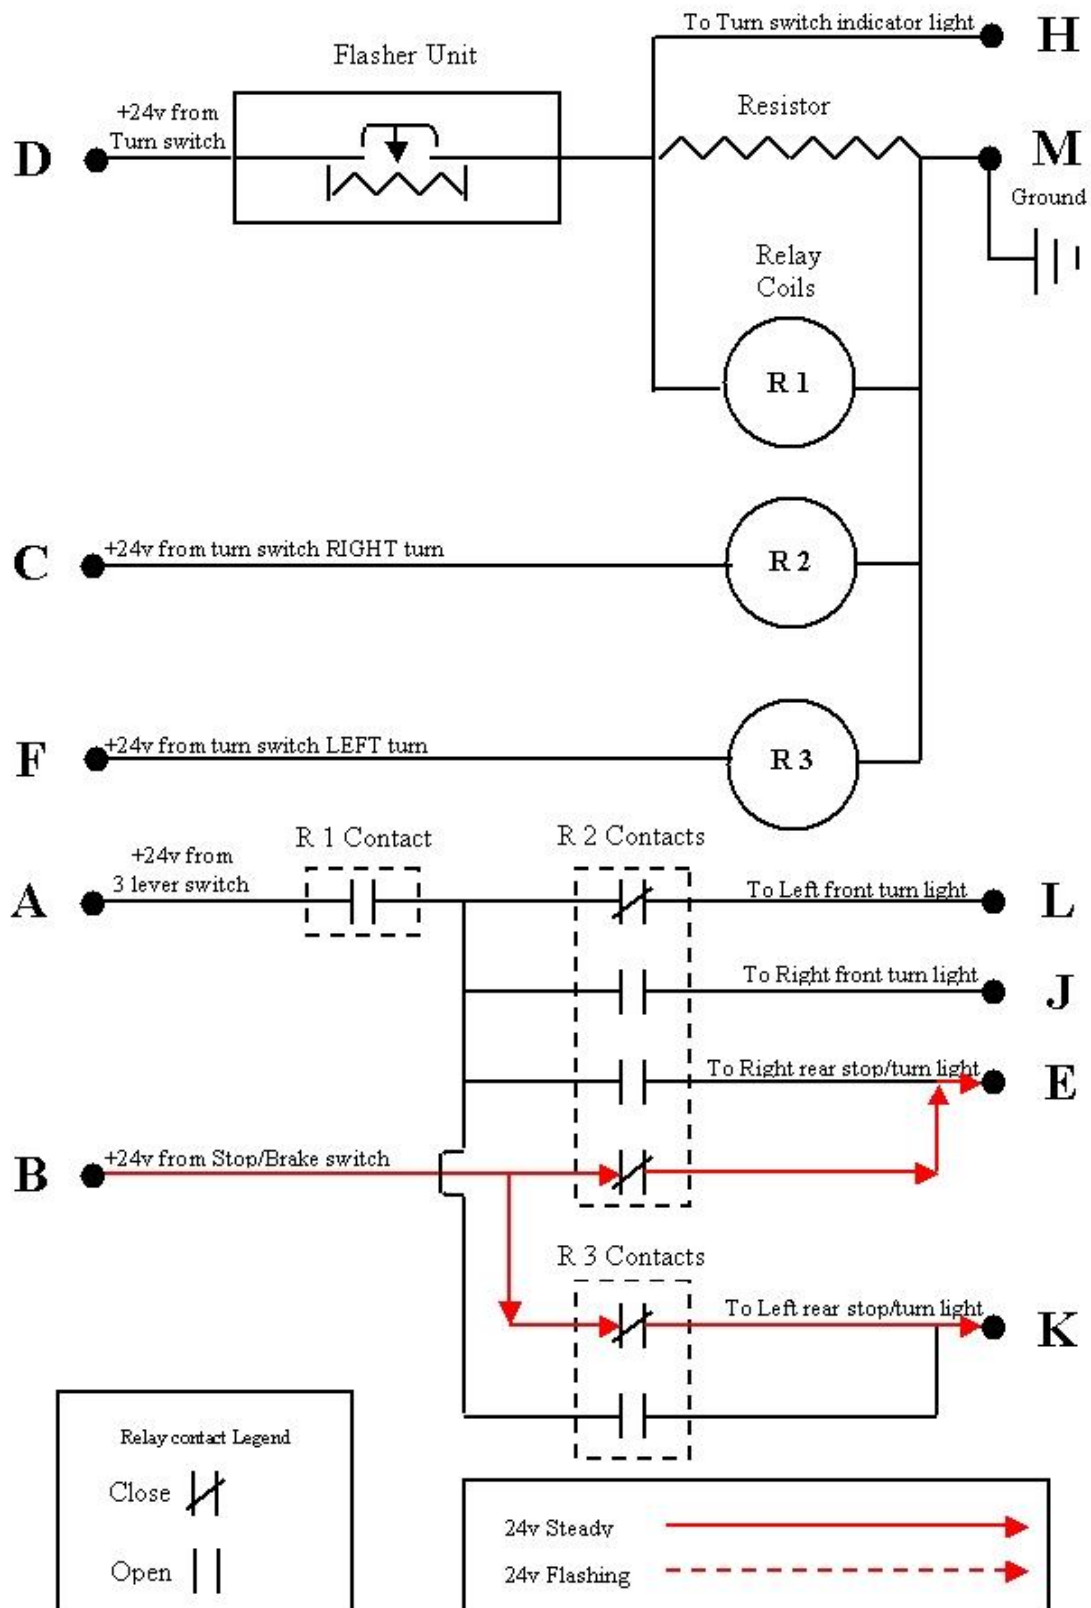 To Turn switch indicator light
H
Flasher Unit
+24v from
Turn switch
Resistor
D
M
Ground
Relay
Coils
R 1
C
+24v from turn switch RIGHT turn
R 2
F
+24v from turn switch LEFT turn
R 3
R 1 Contact
R 2 Contacts
+24v from
3 lever switch
A
To Left front turn light
L
To Right front turn light
J
To Right rear stop/turn light
E
B
+24v from Stop/Brake switch
R 3 Contacts
To Left rear stop/turn light
K
Relay contact Legend
Close
Open
24v Steady
24v Flashing